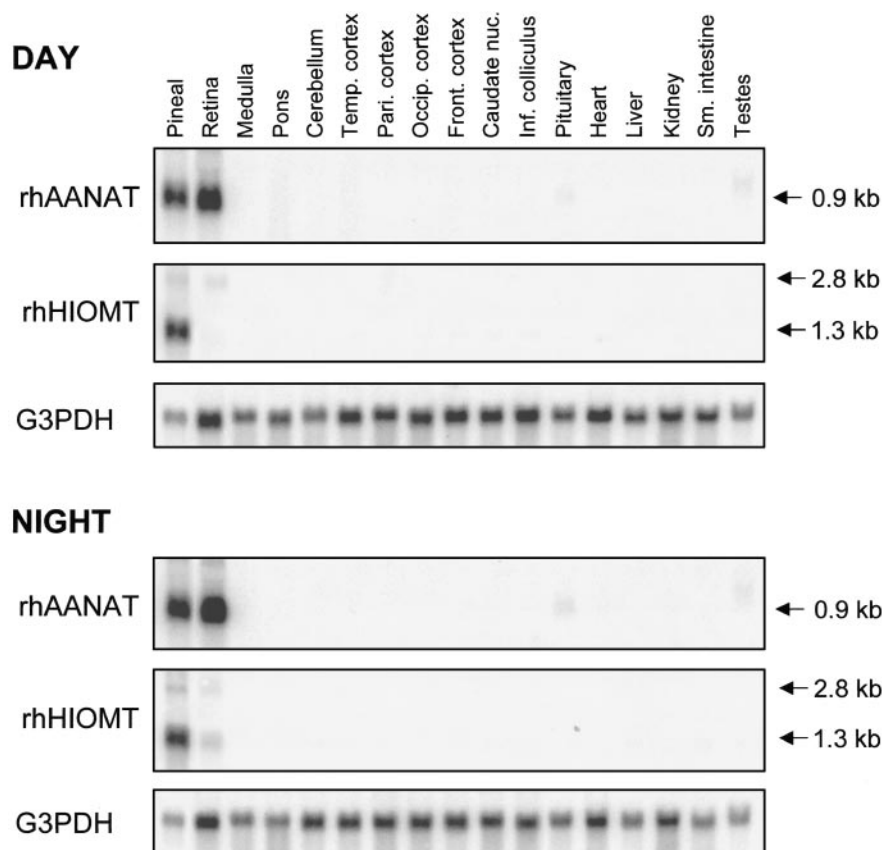 DAY
Pineal
Retina
Medulla
Pons
Cerebellum
Temp. cortex
Pari. cortex
Occip. cortex
Front. cortex
Caudate nuc.
Inf. colliculus
Pituitary
Heart
Liver
Kidney
Sm. intestine
Testes
rhAANAT
0.9 kb
rhHIOMT
2.8 kb
1.3 kb
G3PDH
NIGHT
rhAANAT
0.9 kb
rhHIOMT
2.8 kb
1.3 kb
G3PDH